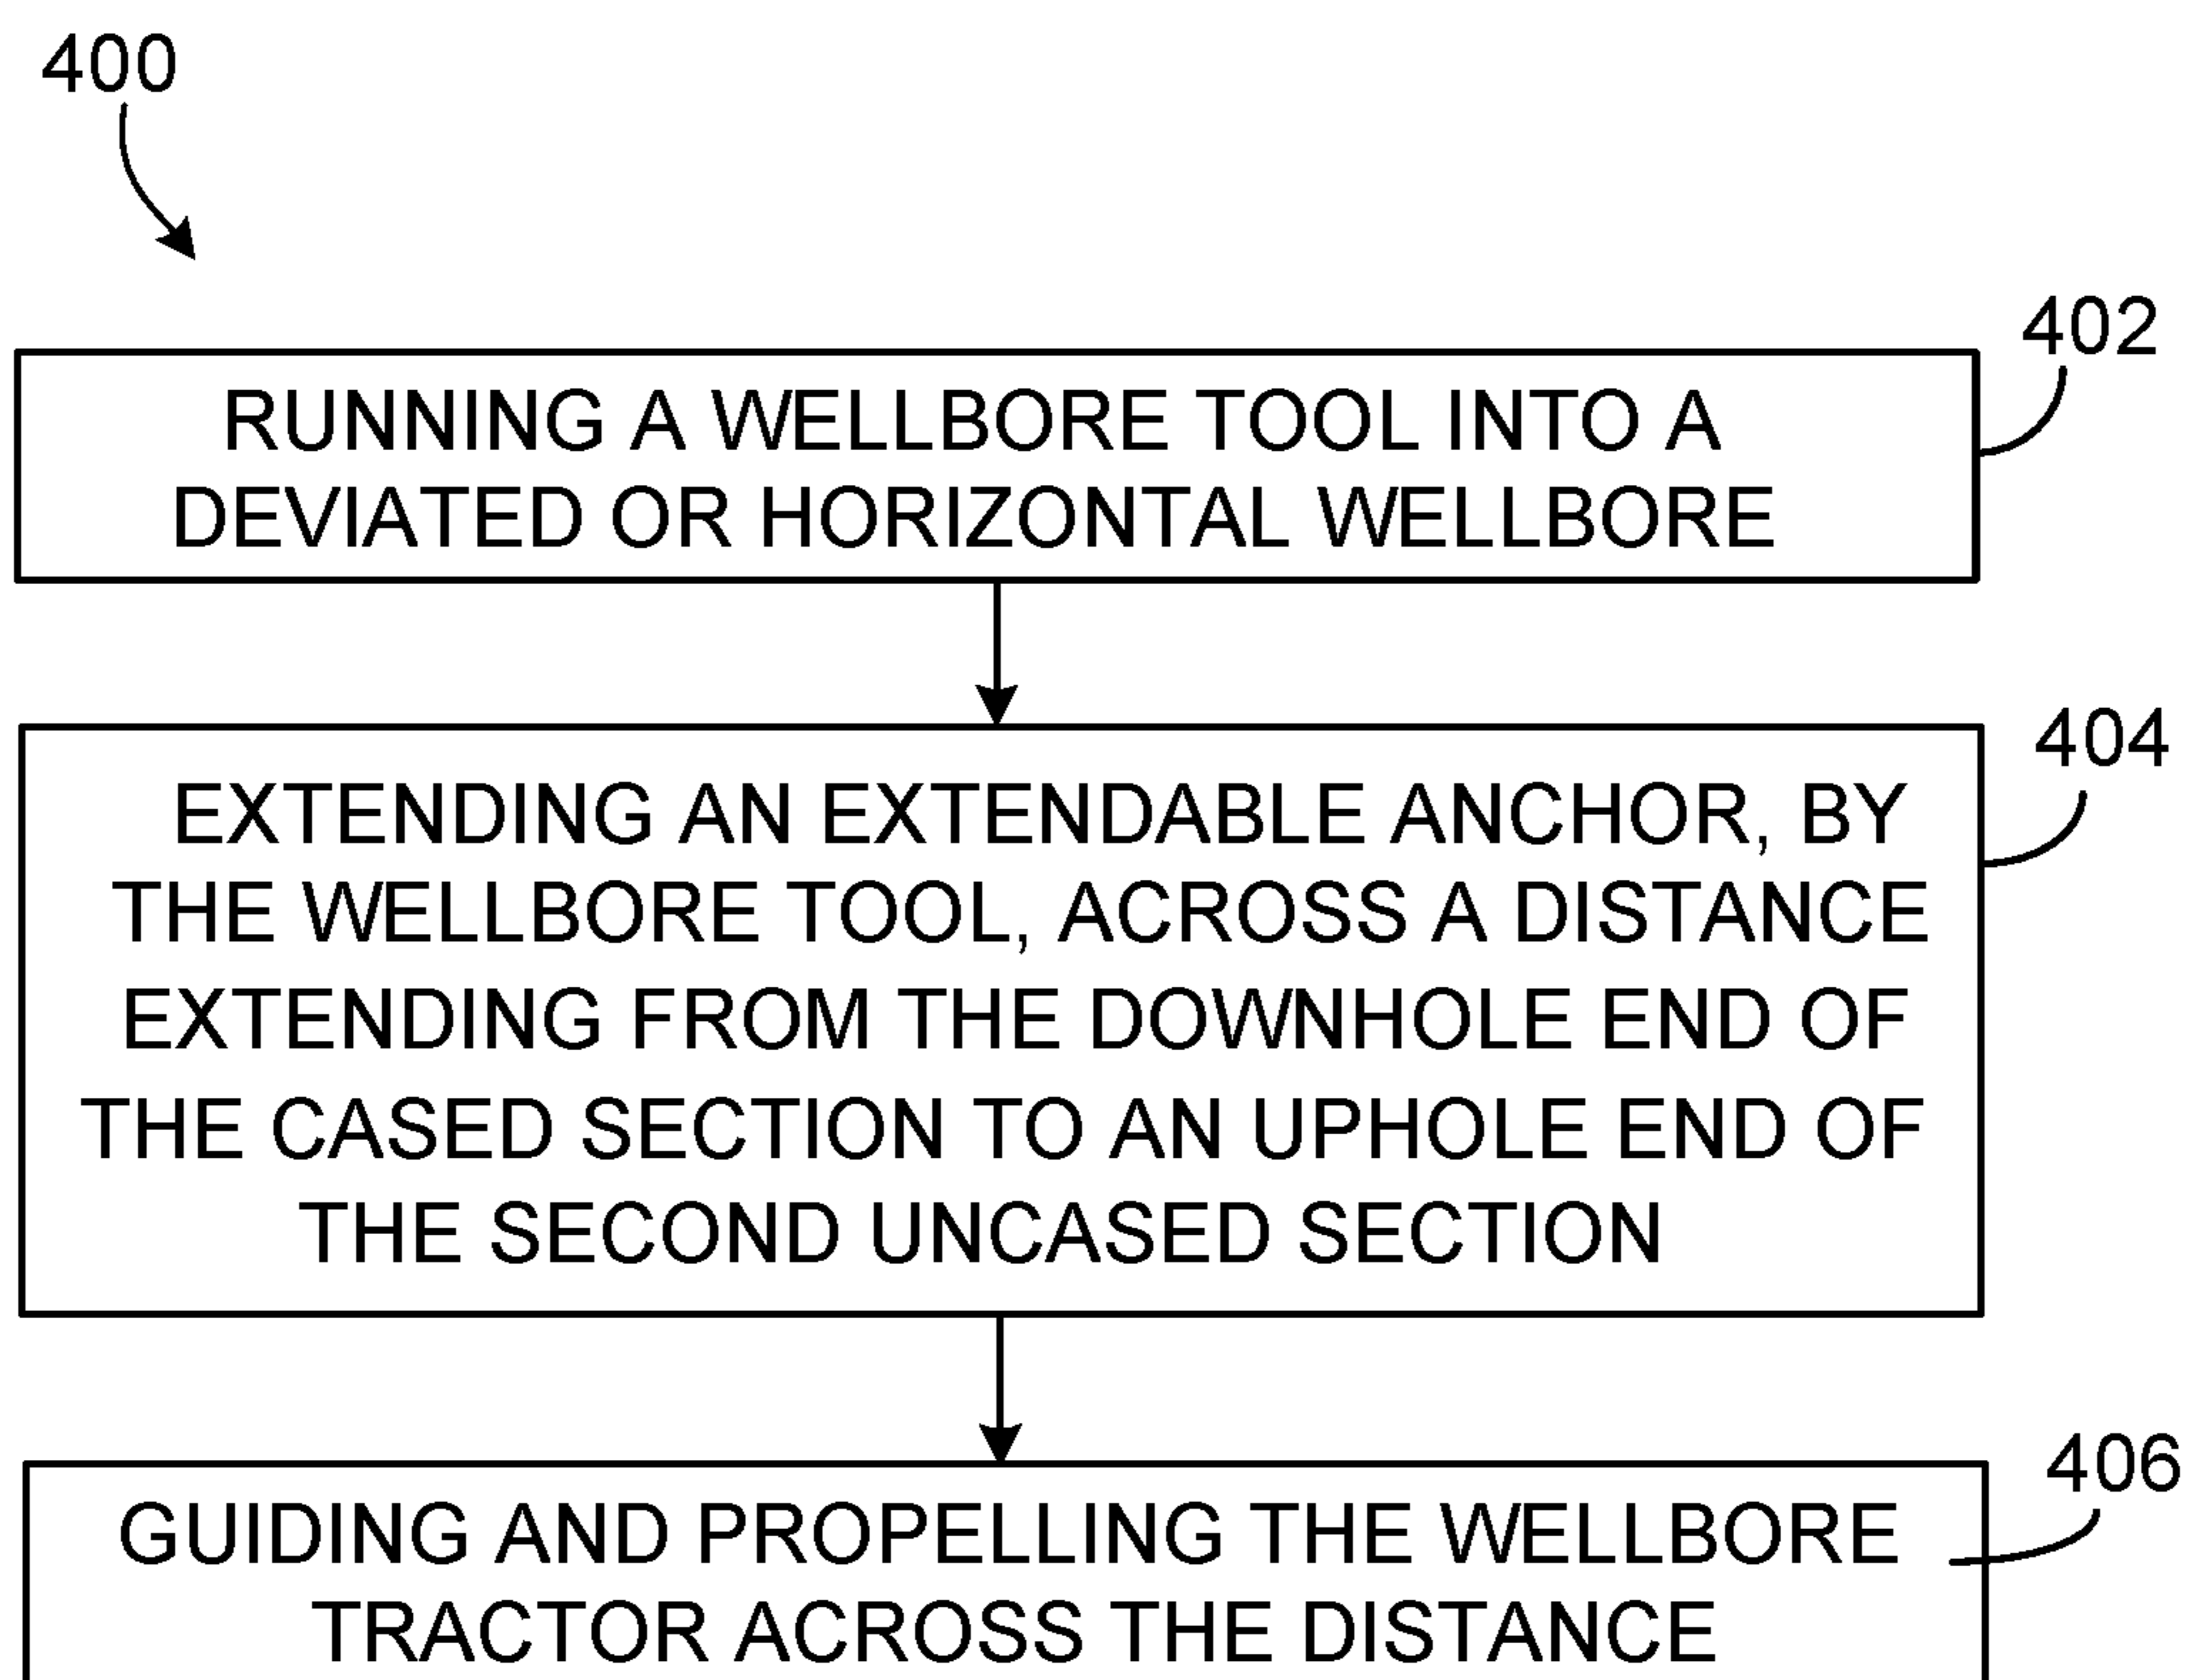 400
402
RUNNING A WELLBORE TOOL INTO A
DEVIATED OR HORIZONTAL WELLBORE
404
EXTENDING AN EXTENDABLE ANCHOR, BY
THE WELLBORE TOOL, ACROSS A DISTANCE
EXTENDING FROM THE DOWNHOLE END OF
THE CASED SECTION TO AN UPHOLE END OF
THE SECOND UNCASED SECTION
406
GUIDING AND PROPELLING THE WELLBORE
TRACTOR ACROSS THE DISTANCE